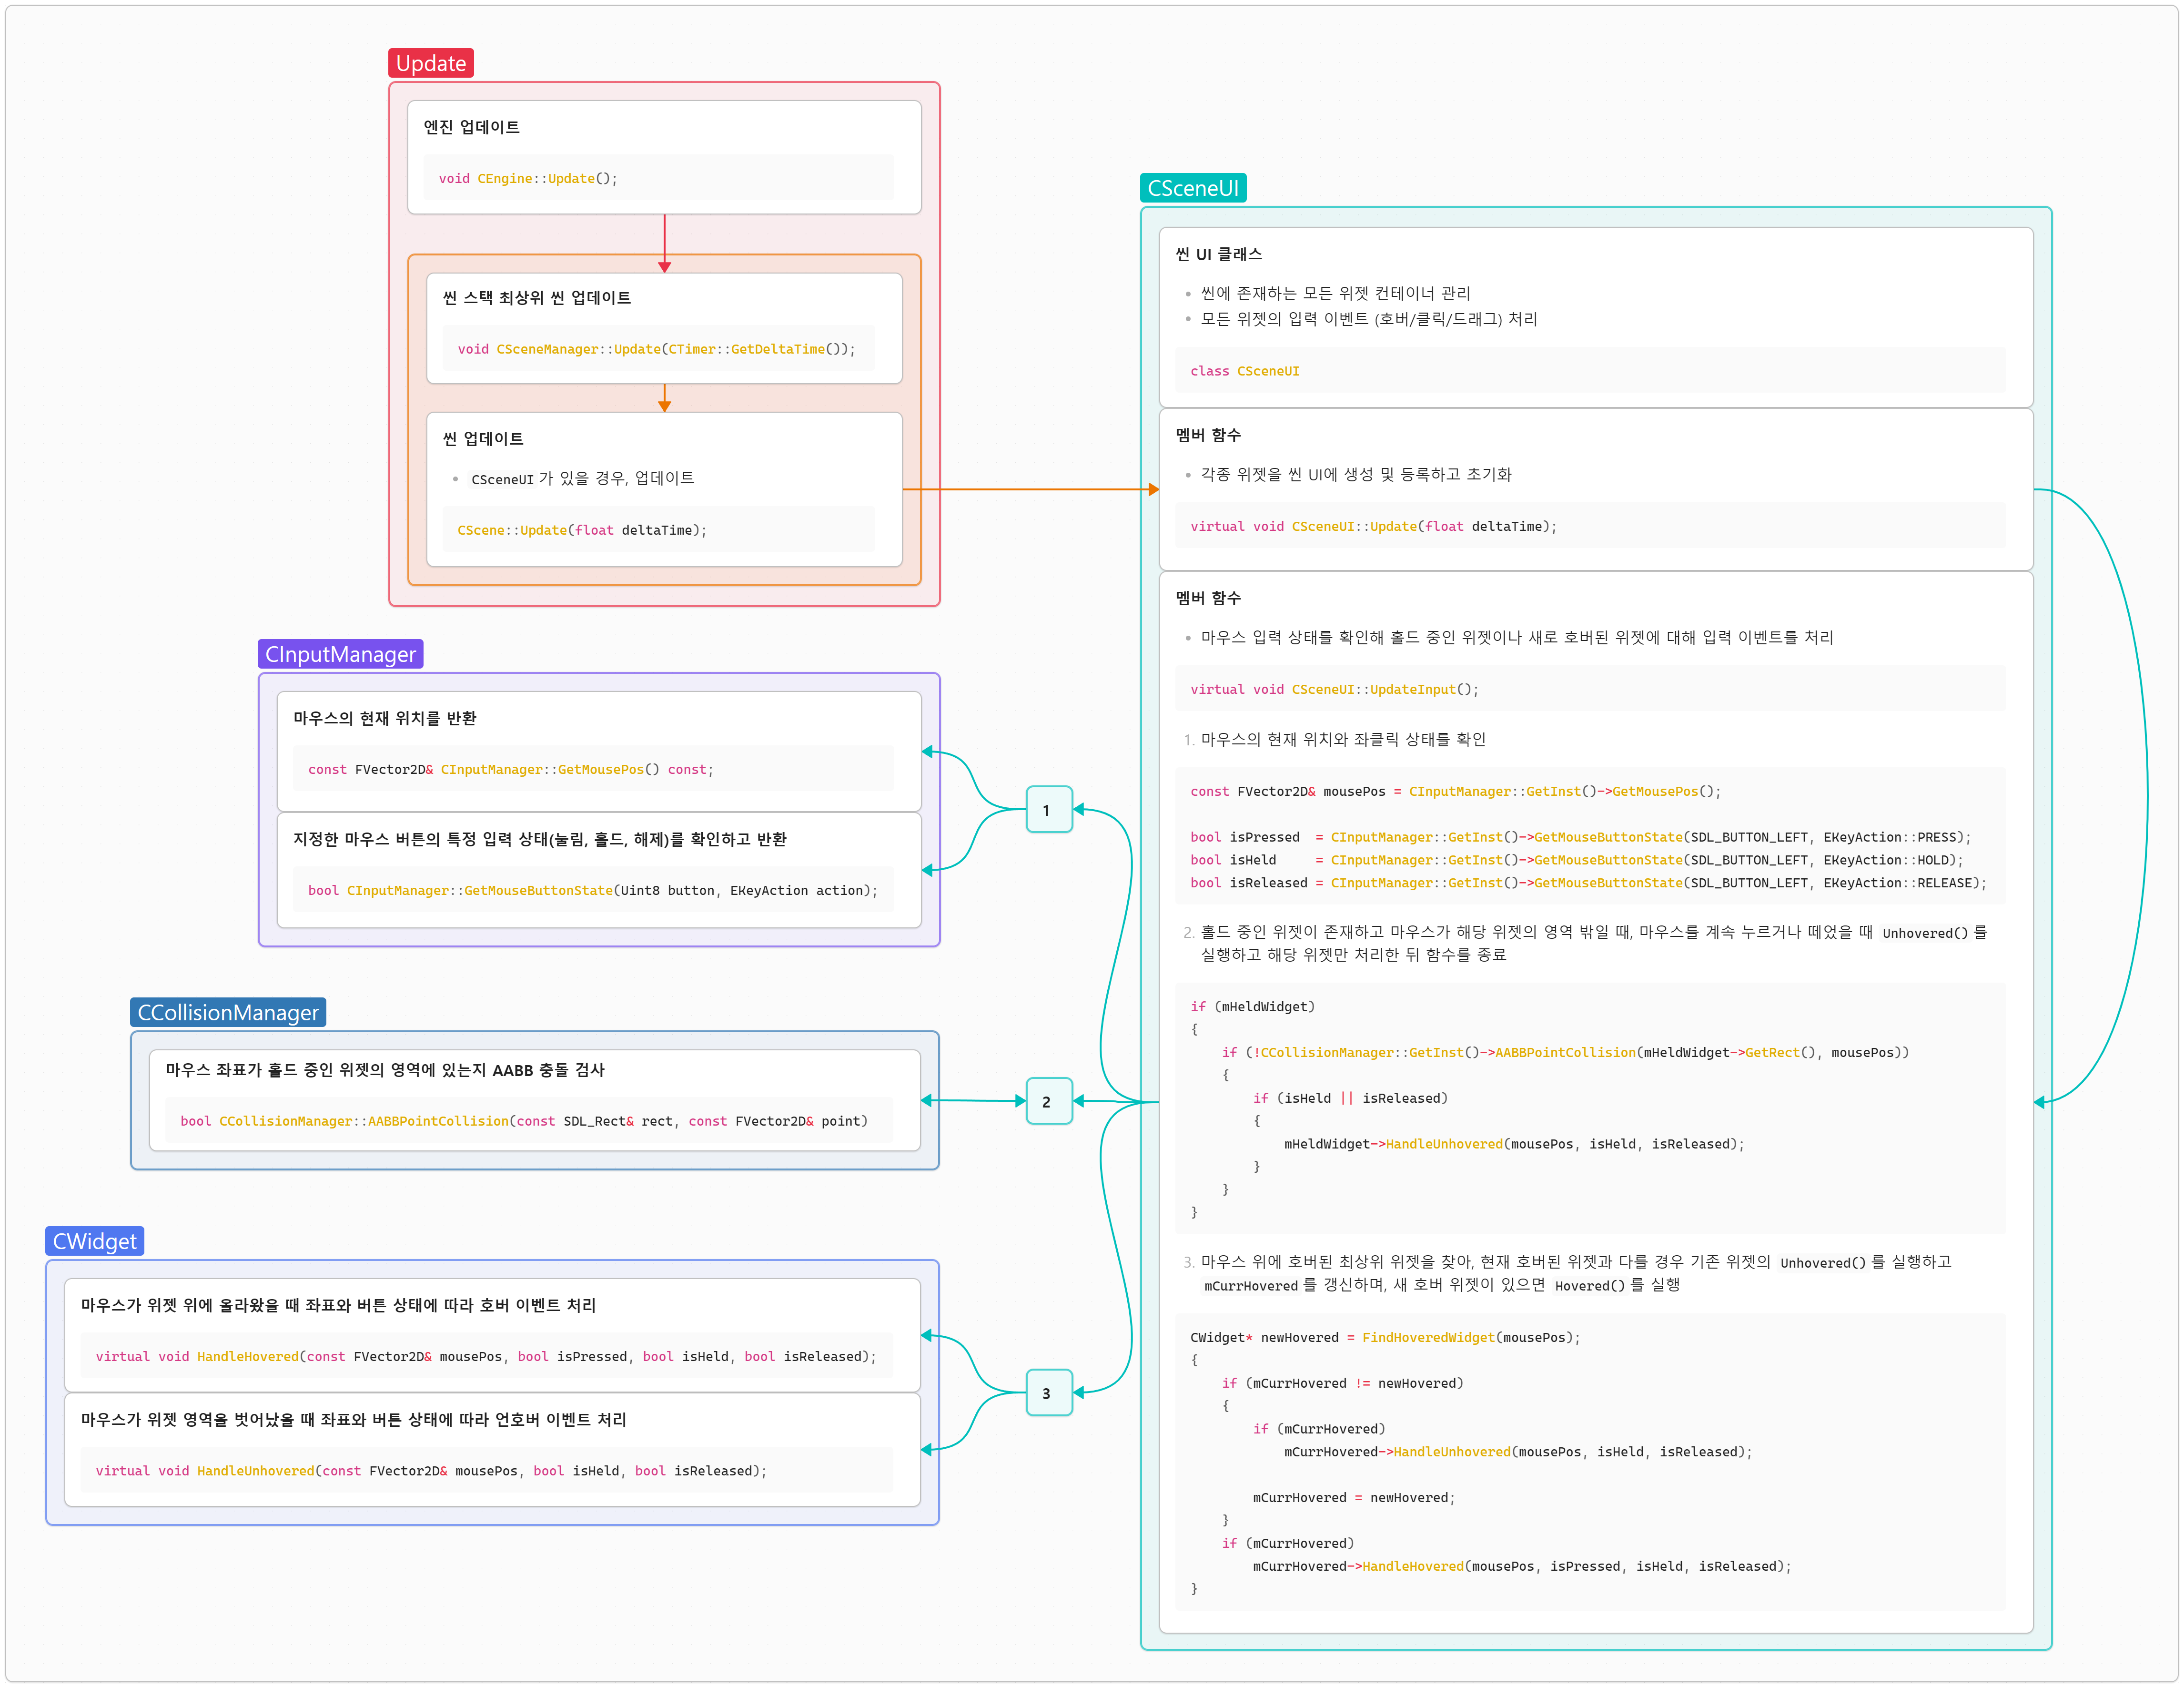 Update
엔진 업데이트
void CEngine::Update();
씬 스택 최상위 씬 업데이트
void CSceneManager::Update(CTimer::GetDeltaTime());
씬 업데이트
CSceneUI 가 있을 경우, 업데이트
CScene::Update(float deltaTime);
CInputManager
마우스의 현재 위치를 반환
const FVector2D& CInputManager::GetMousePos() const;
지정한 마우스 버튼의 특정 입력 상태(눌림, 홀드, 해제)를 확인하고 반환
bool CInputManager::GetMouseButtonState(Uint8 button, EKeyAction action);
CCollisionManager
마우스 좌표가 홀드 중인 위젯의 영역에 있는지 AABB 충돌 검사
bool CCollisionManager::AABBPointCollision(const SDL_Rect& rect, const FVector2D& point)
CWidget
마우스가 위젯 위에 올라왔을 때 좌표와 버튼 상태에 따라 호버 이벤트 처리
virtual void HandleHovered(const FVector2D& mousePos, bool isPressed, bool isHeld, bool isReleased);
마우스가 위젯 영역을 벗어났을 때 좌표와 버튼 상태에 따라 언호버 이벤트 처리
virtual void HandleUnhovered(const FVector2D& mousePos, bool isHeld, bool isReleased);
1
2
3
CSceneUI
씬 UI 클래스
씬에 존재하는 모든 위젯 컨테이너 관리
모든 위젯의 입력 이벤트 (호버/클릭/드래그) 처리
class CSceneUI
멤버 함수
각종 위젯을 씬 UI에 생성 및 등록하고 초기화
virtual void CSceneUI::Update(float deltaTime);
멤버 함수
마우스 입력 상태를 확인해 홀드 중인 위젯이나 새로 호버된 위젯에 대해 입력 이벤트를 처리
virtual void CSceneUI::UpdateInput();
1. 마우스의 현재 위치와 좌클릭 상태를 확인
const FVector2D& mousePos = CInputManager::GetInst()->GetMousePos();
bool isPressed  = CInputManager::GetInst()->GetMouseButtonState(SDL_BUTTON_LEFT, EKeyAction::PRESS);
bool isHeld     = CInputManager::GetInst()->GetMouseButtonState(SDL_BUTTON_LEFT, EKeyAction::HOLD);
bool isReleased = CInputManager::GetInst()->GetMouseButtonState(SDL_BUTTON_LEFT, EKeyAction::RELEASE);
2. 홀드 중인 위젯이 존재하고 마우스가 해당 위젯의 영역 밖일 때, 마우스를 계속 누르거나 떼었을 때 Unhovered() 를
실행하고 해당 위젯만 처리한 뒤 함수를 종료
if (mHeldWidget)
{
    if (!CCollisionManager::GetInst()->AABBPointCollision(mHeldWidget->GetRect(), mousePos))
    {
        if (isHeld || isReleased)
        {
            mHeldWidget->HandleUnhovered(mousePos, isHeld, isReleased);
        }
    }
}
3. 마우스 위에 호버된 최상위 위젯을 찾아, 현재 호버된 위젯과 다를 경우 기존 위젯의 Unhovered() 를 실행하고
mCurrHovered 를 갱신하며, 새 호버 위젯이 있으면 Hovered() 를 실행
CWidget* newHovered = FindHoveredWidget(mousePos);
{
    if (mCurrHovered != newHovered)
    {
        if (mCurrHovered)
            mCurrHovered->HandleUnhovered(mousePos, isHeld, isReleased);
        mCurrHovered = newHovered;
    }
    if (mCurrHovered)
        mCurrHovered->HandleHovered(mousePos, isPressed, isHeld, isReleased);
}